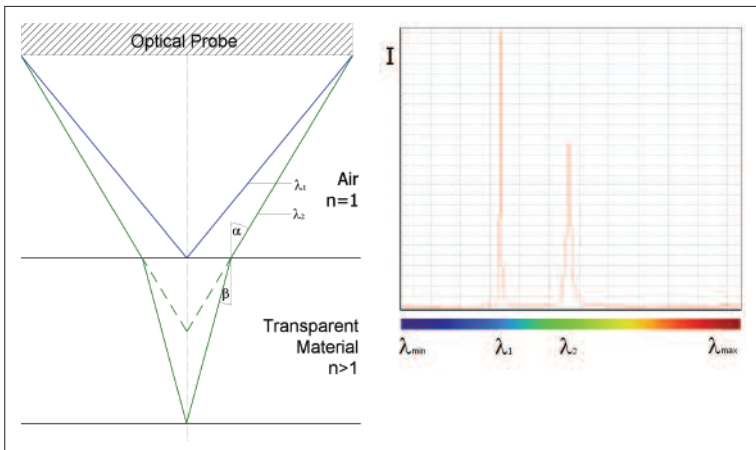 Optical Probe
λ₁
Air
n=1
λ₂
α
β
Transparent
Material
n>1
I
λmin
λ1
λ2
λmax